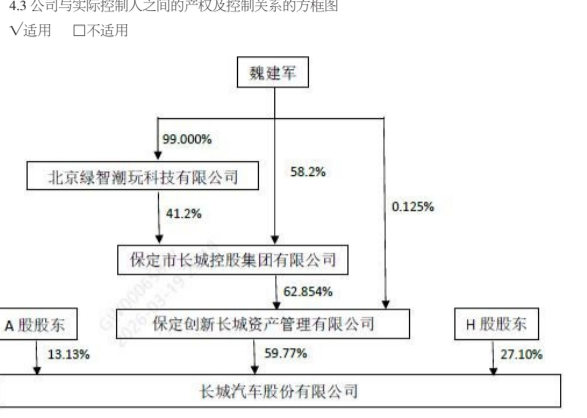 4.3 公司与实际控制人之间的产权及控制关系的方框图
√适用 □不适用
魏建军
99.000%
58.2%
0.125%
北京绿智潮玩科技有限公司
41.2%
保定市长城控股集团有限公司
62.854%
A 股股东
保定创新长城资产管理有限公司
H 股股东
13.13%
59.77%
27.10%
长城汽车股份有限公司